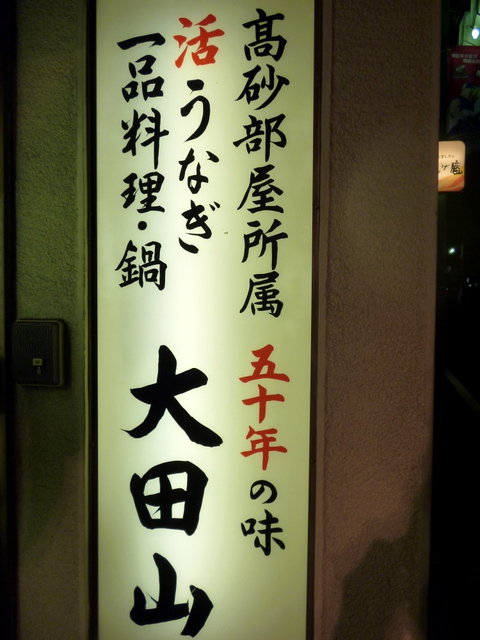 髙砂部屋所属 五十年の味
活うなぎ
一品料理・鍋
大田山